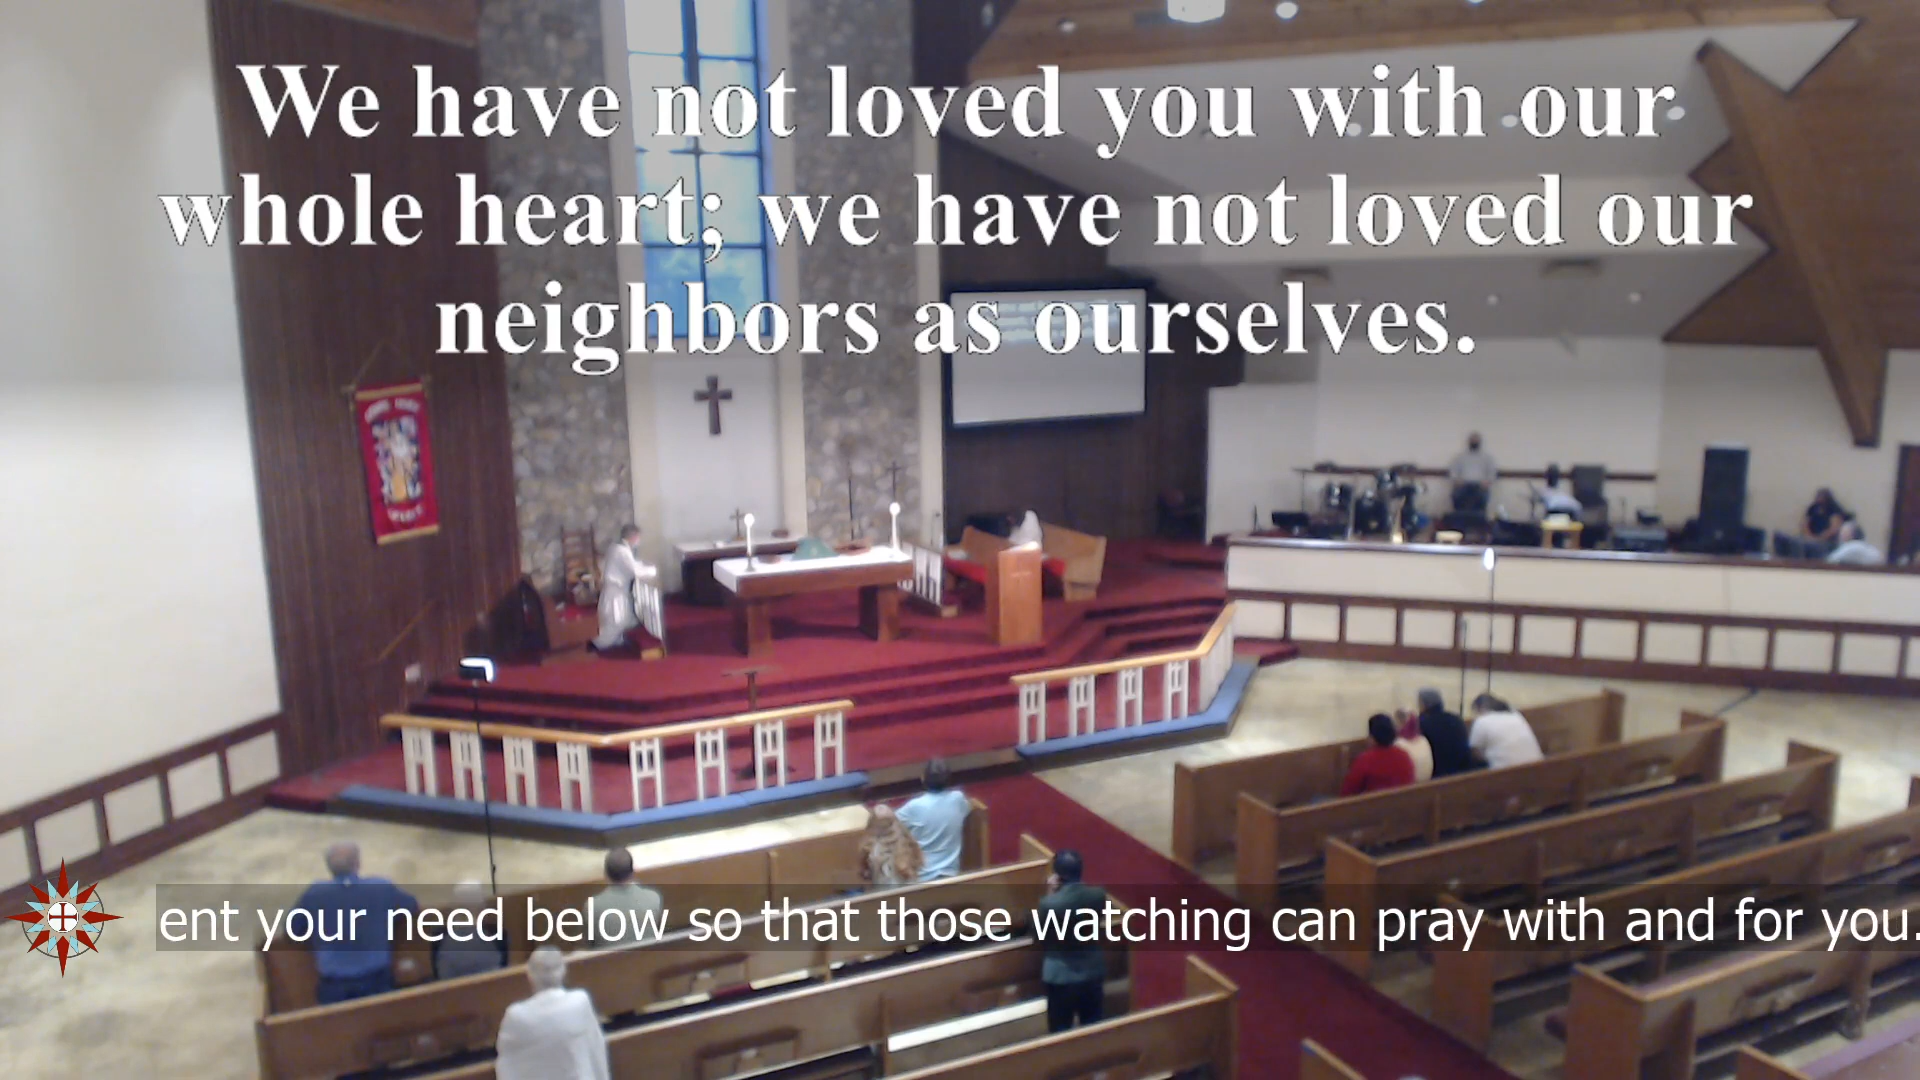 We have not loved you with our
whole heart; we have not loved our
neighbors as ourselves.
ent your need below so that those watching can pray with and for you.